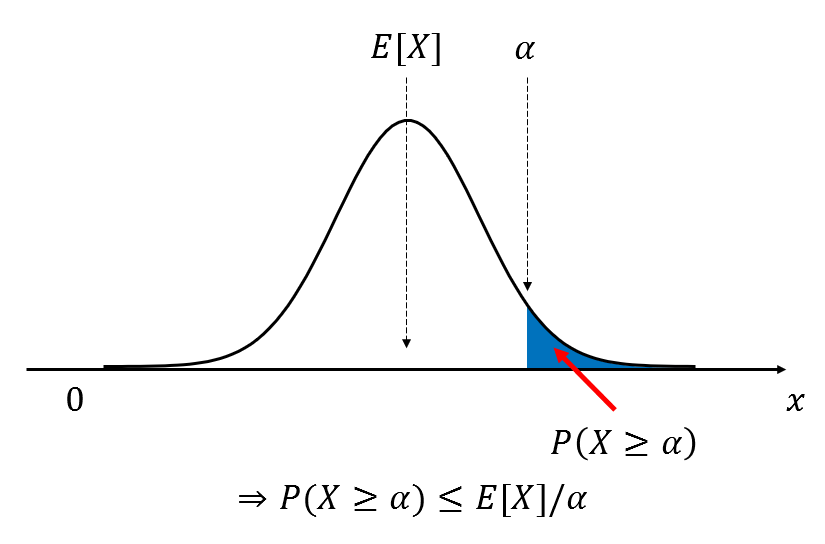 E[X]
α
0
x
P(X ≥ α)
⇒ P(X ≥ α) ≤ E[X]/α